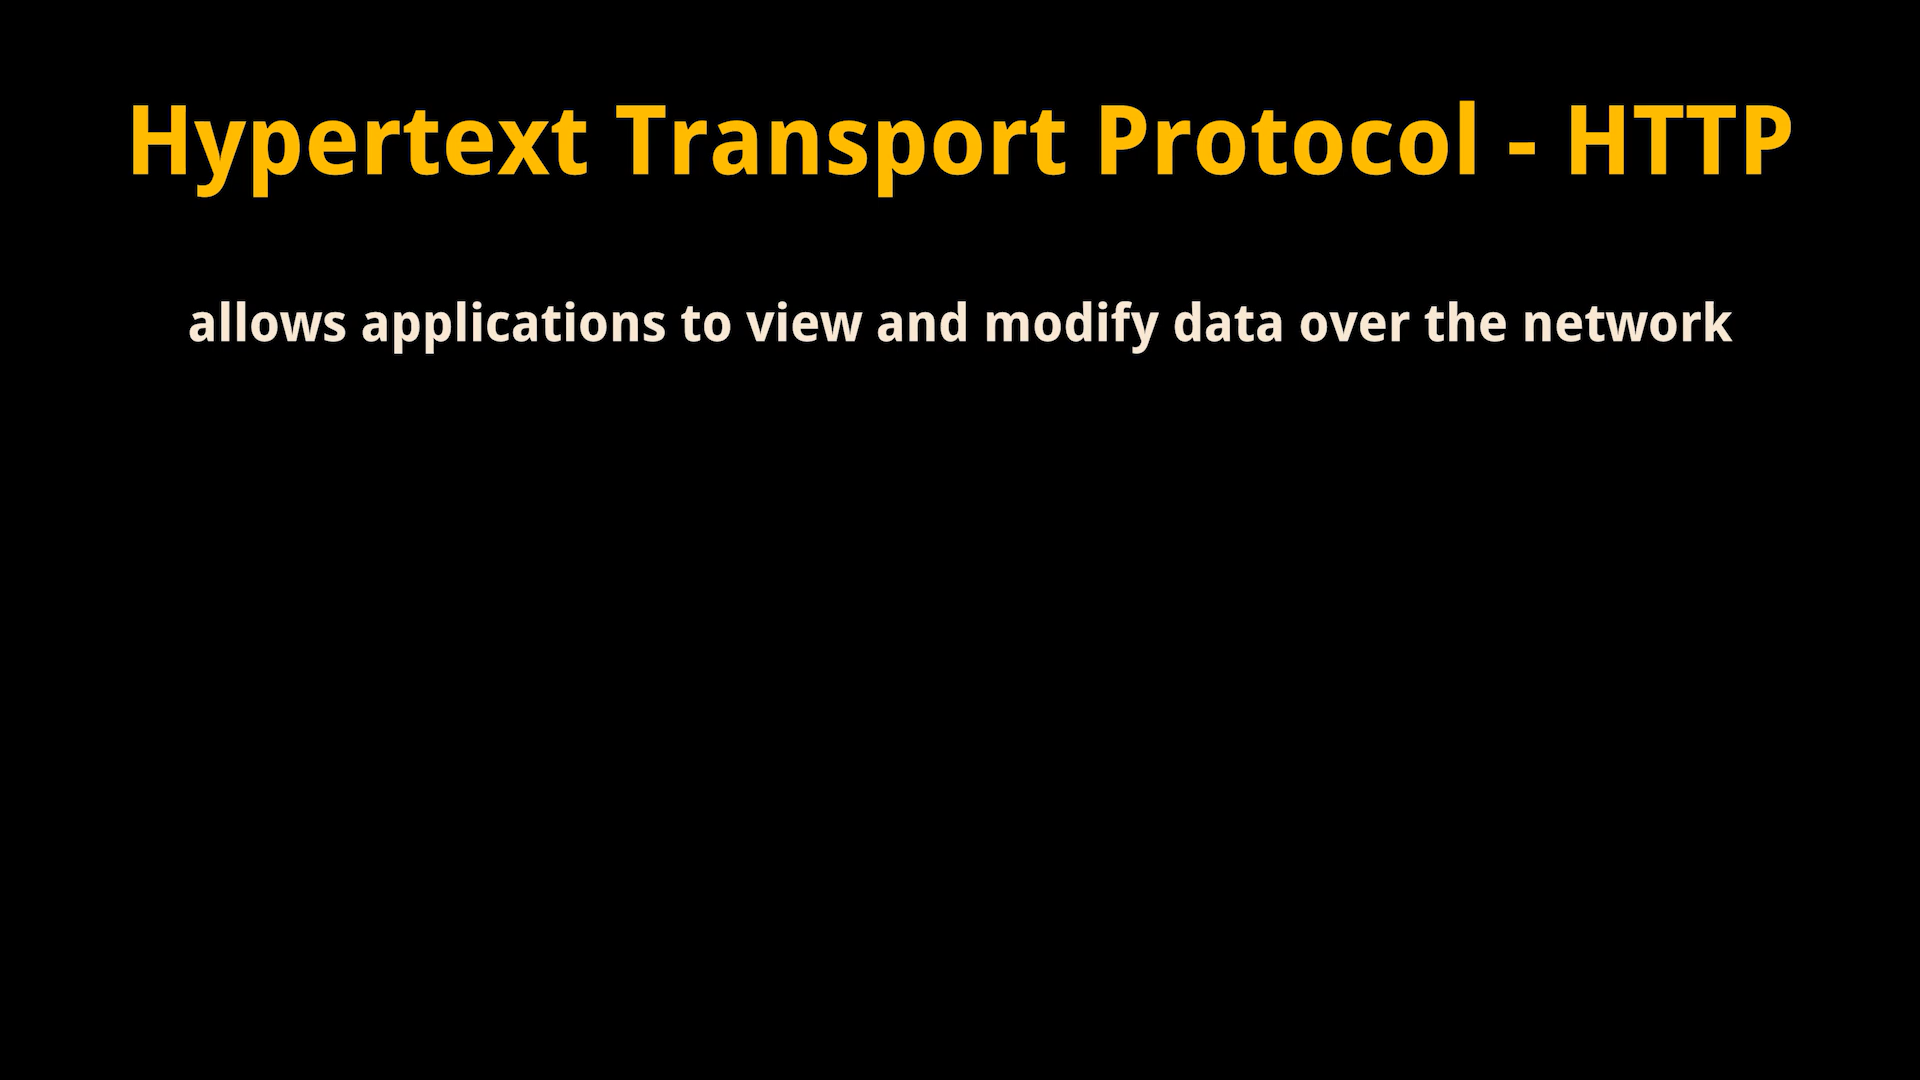 Hypertext Transport Protocol - HTTP
allows applications to view and modify data over the network